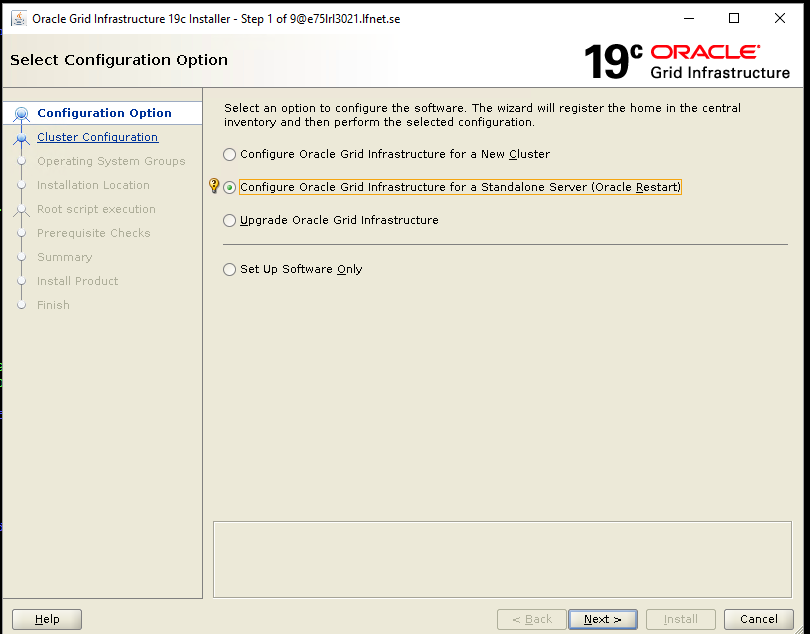 Oracle Grid Infrastructure 19c Installer - Step 1 of 9@e75lrl3021.lfnet.se
Select Configuration Option
19c ORACLE
Grid Infrastructure
Configuration Option
Cluster Configuration
Operating System Groups
Installation Location
Root script execution
Prerequisite Checks
Summary
Install Product
Finish
Select an option to configure the software. The wizard will register the home in the central
inventory and then perform the selected configuration.
Configure Oracle Grid Infrastructure for a New Cluster
Configure Oracle Grid Infrastructure for a Standalone Server (Oracle Restart)
Upgrade Oracle Grid Infrastructure
Set Up Software Only
Help
< Back
Next >
Install
Cancel